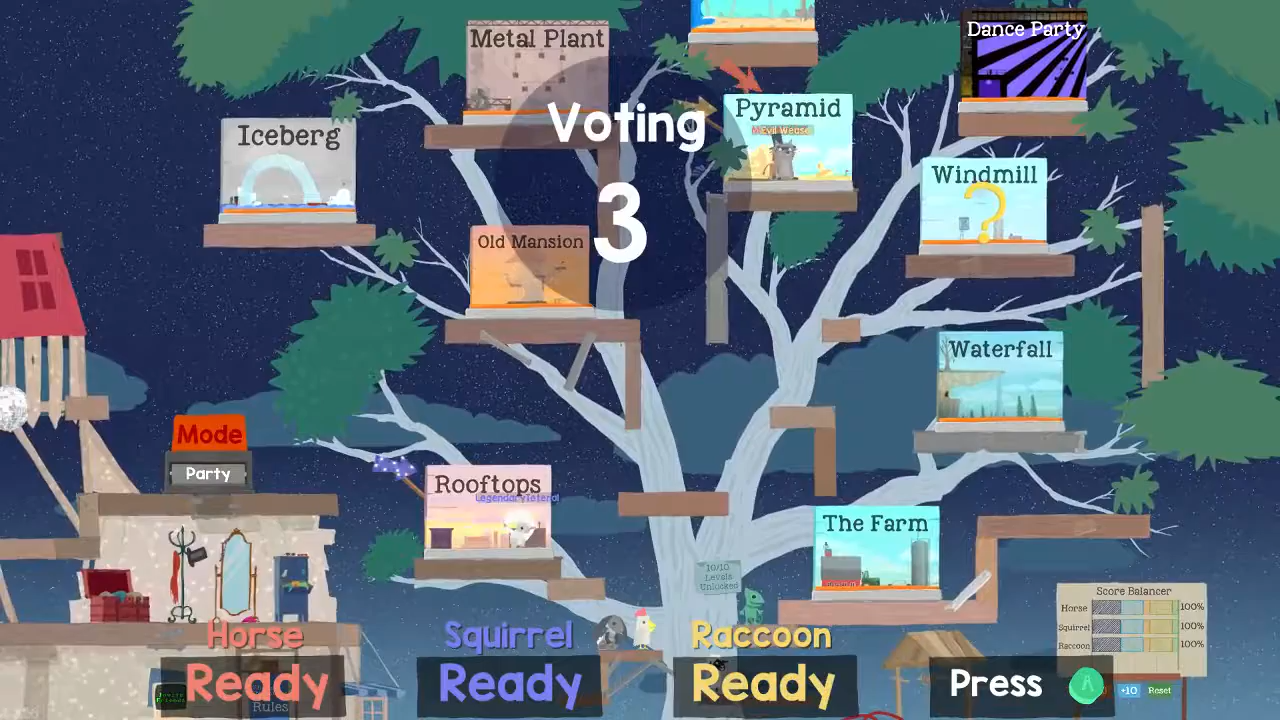 Metal Plant
Dance Party
Voting
Pyramid
Iceberg
3
Windmill
?
Old Mansion
Waterfall
Mode
Party
Rooftops
The Farm
10/10
Levels
Unlocked
Score Balancer
Horse 100%
Squirrel 100%
Raccoon 100%
Horse
Ready
Squirrel
Ready
Raccoon
Ready
Press A
+10 Reset
Rules